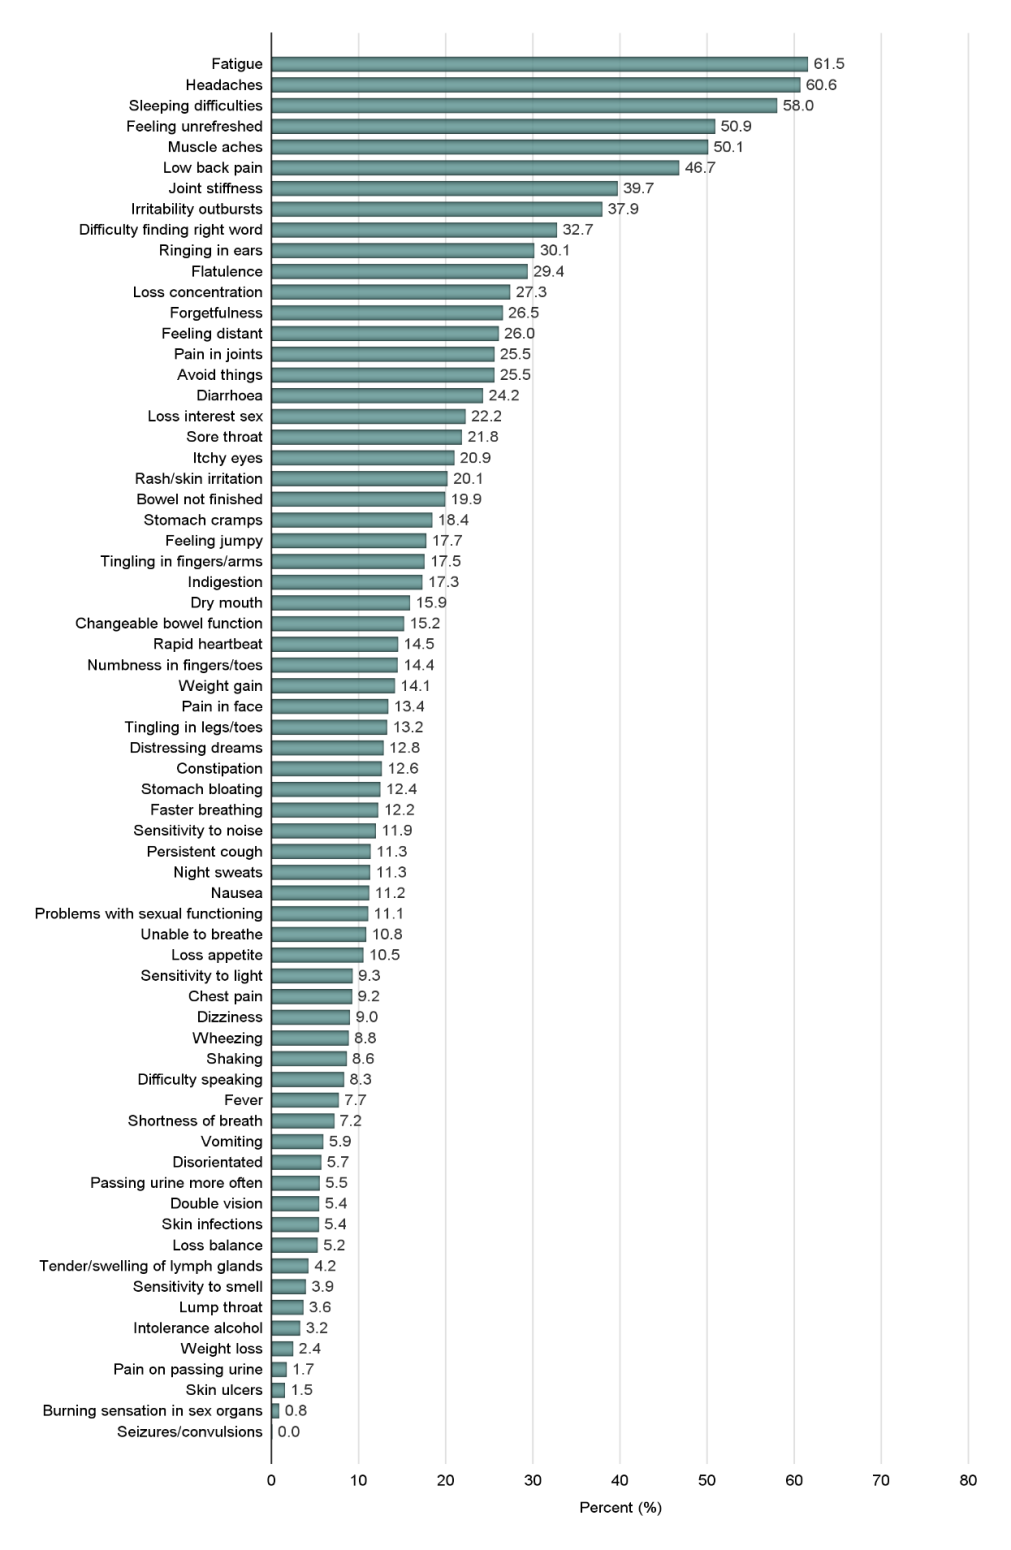 Fatigue 61.5
Headaches 60.6
Sleeping difficulties 58.0
Feeling unrefreshed 50.9
Muscle aches 50.1
Low back pain 46.7
Joint stiffness 39.7
Irritability outbursts 37.9
Difficulty finding right word 32.7
Ringing in ears 30.1
Flatulence 29.4
Loss concentration 27.3
Forgetfulness 26.5
Feeling distant 26.0
Pain in joints 25.5
Avoid things 25.5
Diarrhoea 24.2
Loss interest sex 22.2
Sore throat 21.8
Itchy eyes 20.9
Rash/skin irritation 20.1
Bowel not finished 19.9
Stomach cramps 18.4
Feeling jumpy 17.7
Tingling in fingers/arms 17.5
Indigestion 17.3
Dry mouth 15.9
Changeable bowel function 15.2
Rapid heartbeat 14.5
Numbness in fingers/toes 14.4
Weight gain 14.1
Pain in face 13.4
Tingling in legs/toes 13.2
Distressing dreams 12.8
Constipation 12.6
Stomach bloating 12.4
Faster breathing 12.2
Sensitivity to noise 11.9
Persistent cough 11.3
Night sweats 11.3
Nausea 11.2
Problems with sexual functioning 11.1
Unable to breathe 10.8
Loss appetite 10.5
Sensitivity to light 9.3
Chest pain 9.2
Dizziness 9.0
Wheezing 8.8
Shaking 8.6
Difficulty speaking 8.3
Fever 7.7
Shortness of breath 7.2
Vomiting 5.9
Disorientated 5.7
Passing urine more often 5.5
Double vision 5.4
Skin infections 5.4
Loss balance 5.2
Tender/swelling of lymph glands 4.2
Sensitivity to smell 3.9
Lump throat 3.6
Intolerance alcohol 3.2
Weight loss 2.4
Pain on passing urine 1.7
Skin ulcers 1.5
Burning sensation in sex organs 0.8
Seizures/convulsions 0.0
0 10 20 30 40 50 60 70 80
Percent (%)